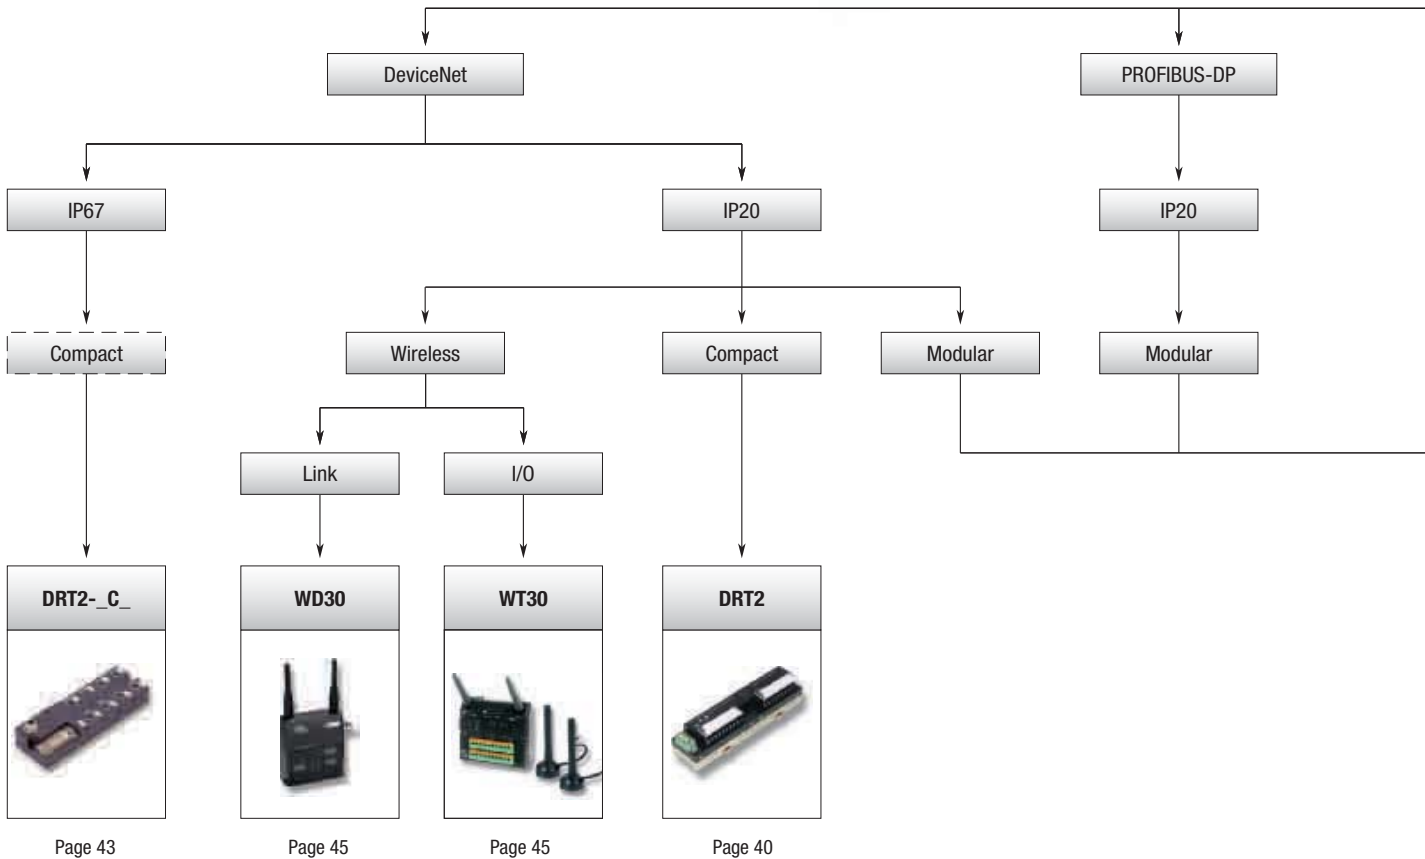 DeviceNet
PROFIBUS-DP
IP67
IP20
IP20
Compact
Wireless
Compact
Modular
Modular
Link
I/O
DRT2-_C_
WD30
WT30
DRT2
Page 43
Page 45
Page 45
Page 40